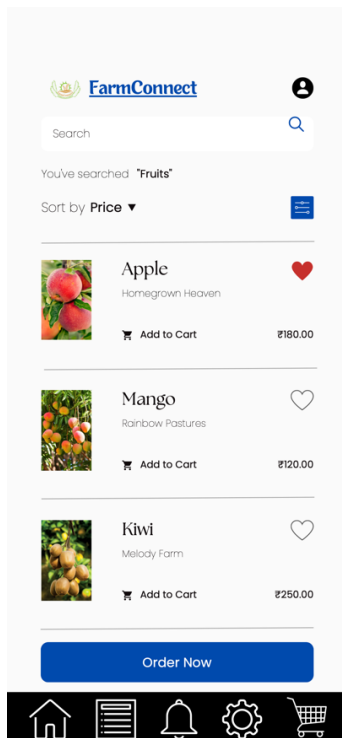 FarmConnect
Search
You've searched "Fruits"
Sort by Price ▼
Apple
Homegrown Heaven
Add to Cart ₹180.00
Mango
Rainbow Pastures
Add to Cart ₹120.00
Kiwi
Melody Farm
Add to Cart ₹250.00
Order Now